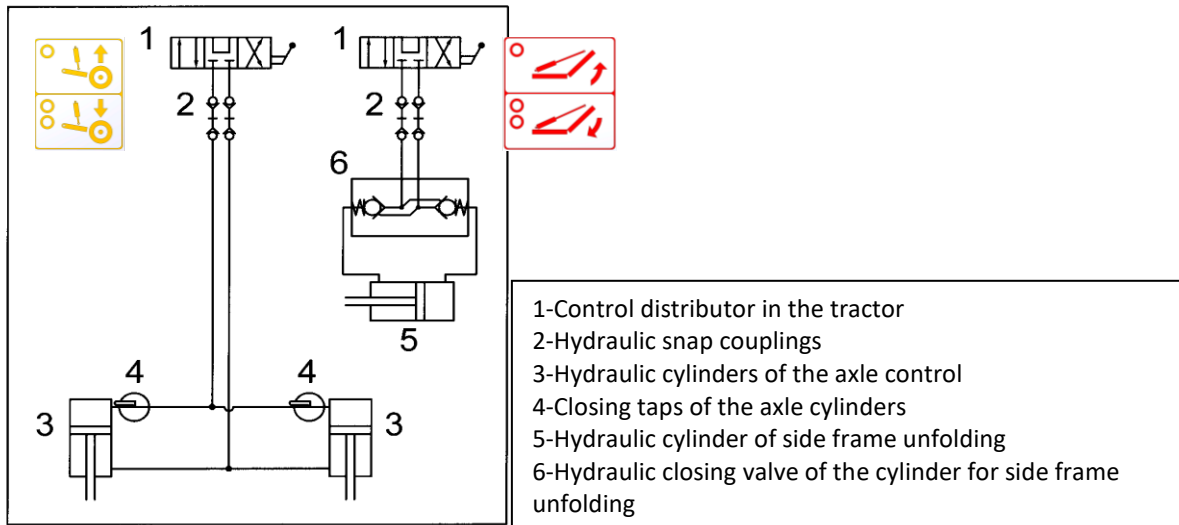 1
1
2
2
6
5
4
4
3
3
1-Control distributor in the tractor
2-Hydraulic snap couplings
3-Hydraulic cylinders of the axle control
4-Closing taps of the axle cylinders
5-Hydraulic cylinder of side frame unfolding
6-Hydraulic closing valve of the cylinder for side frame
unfolding